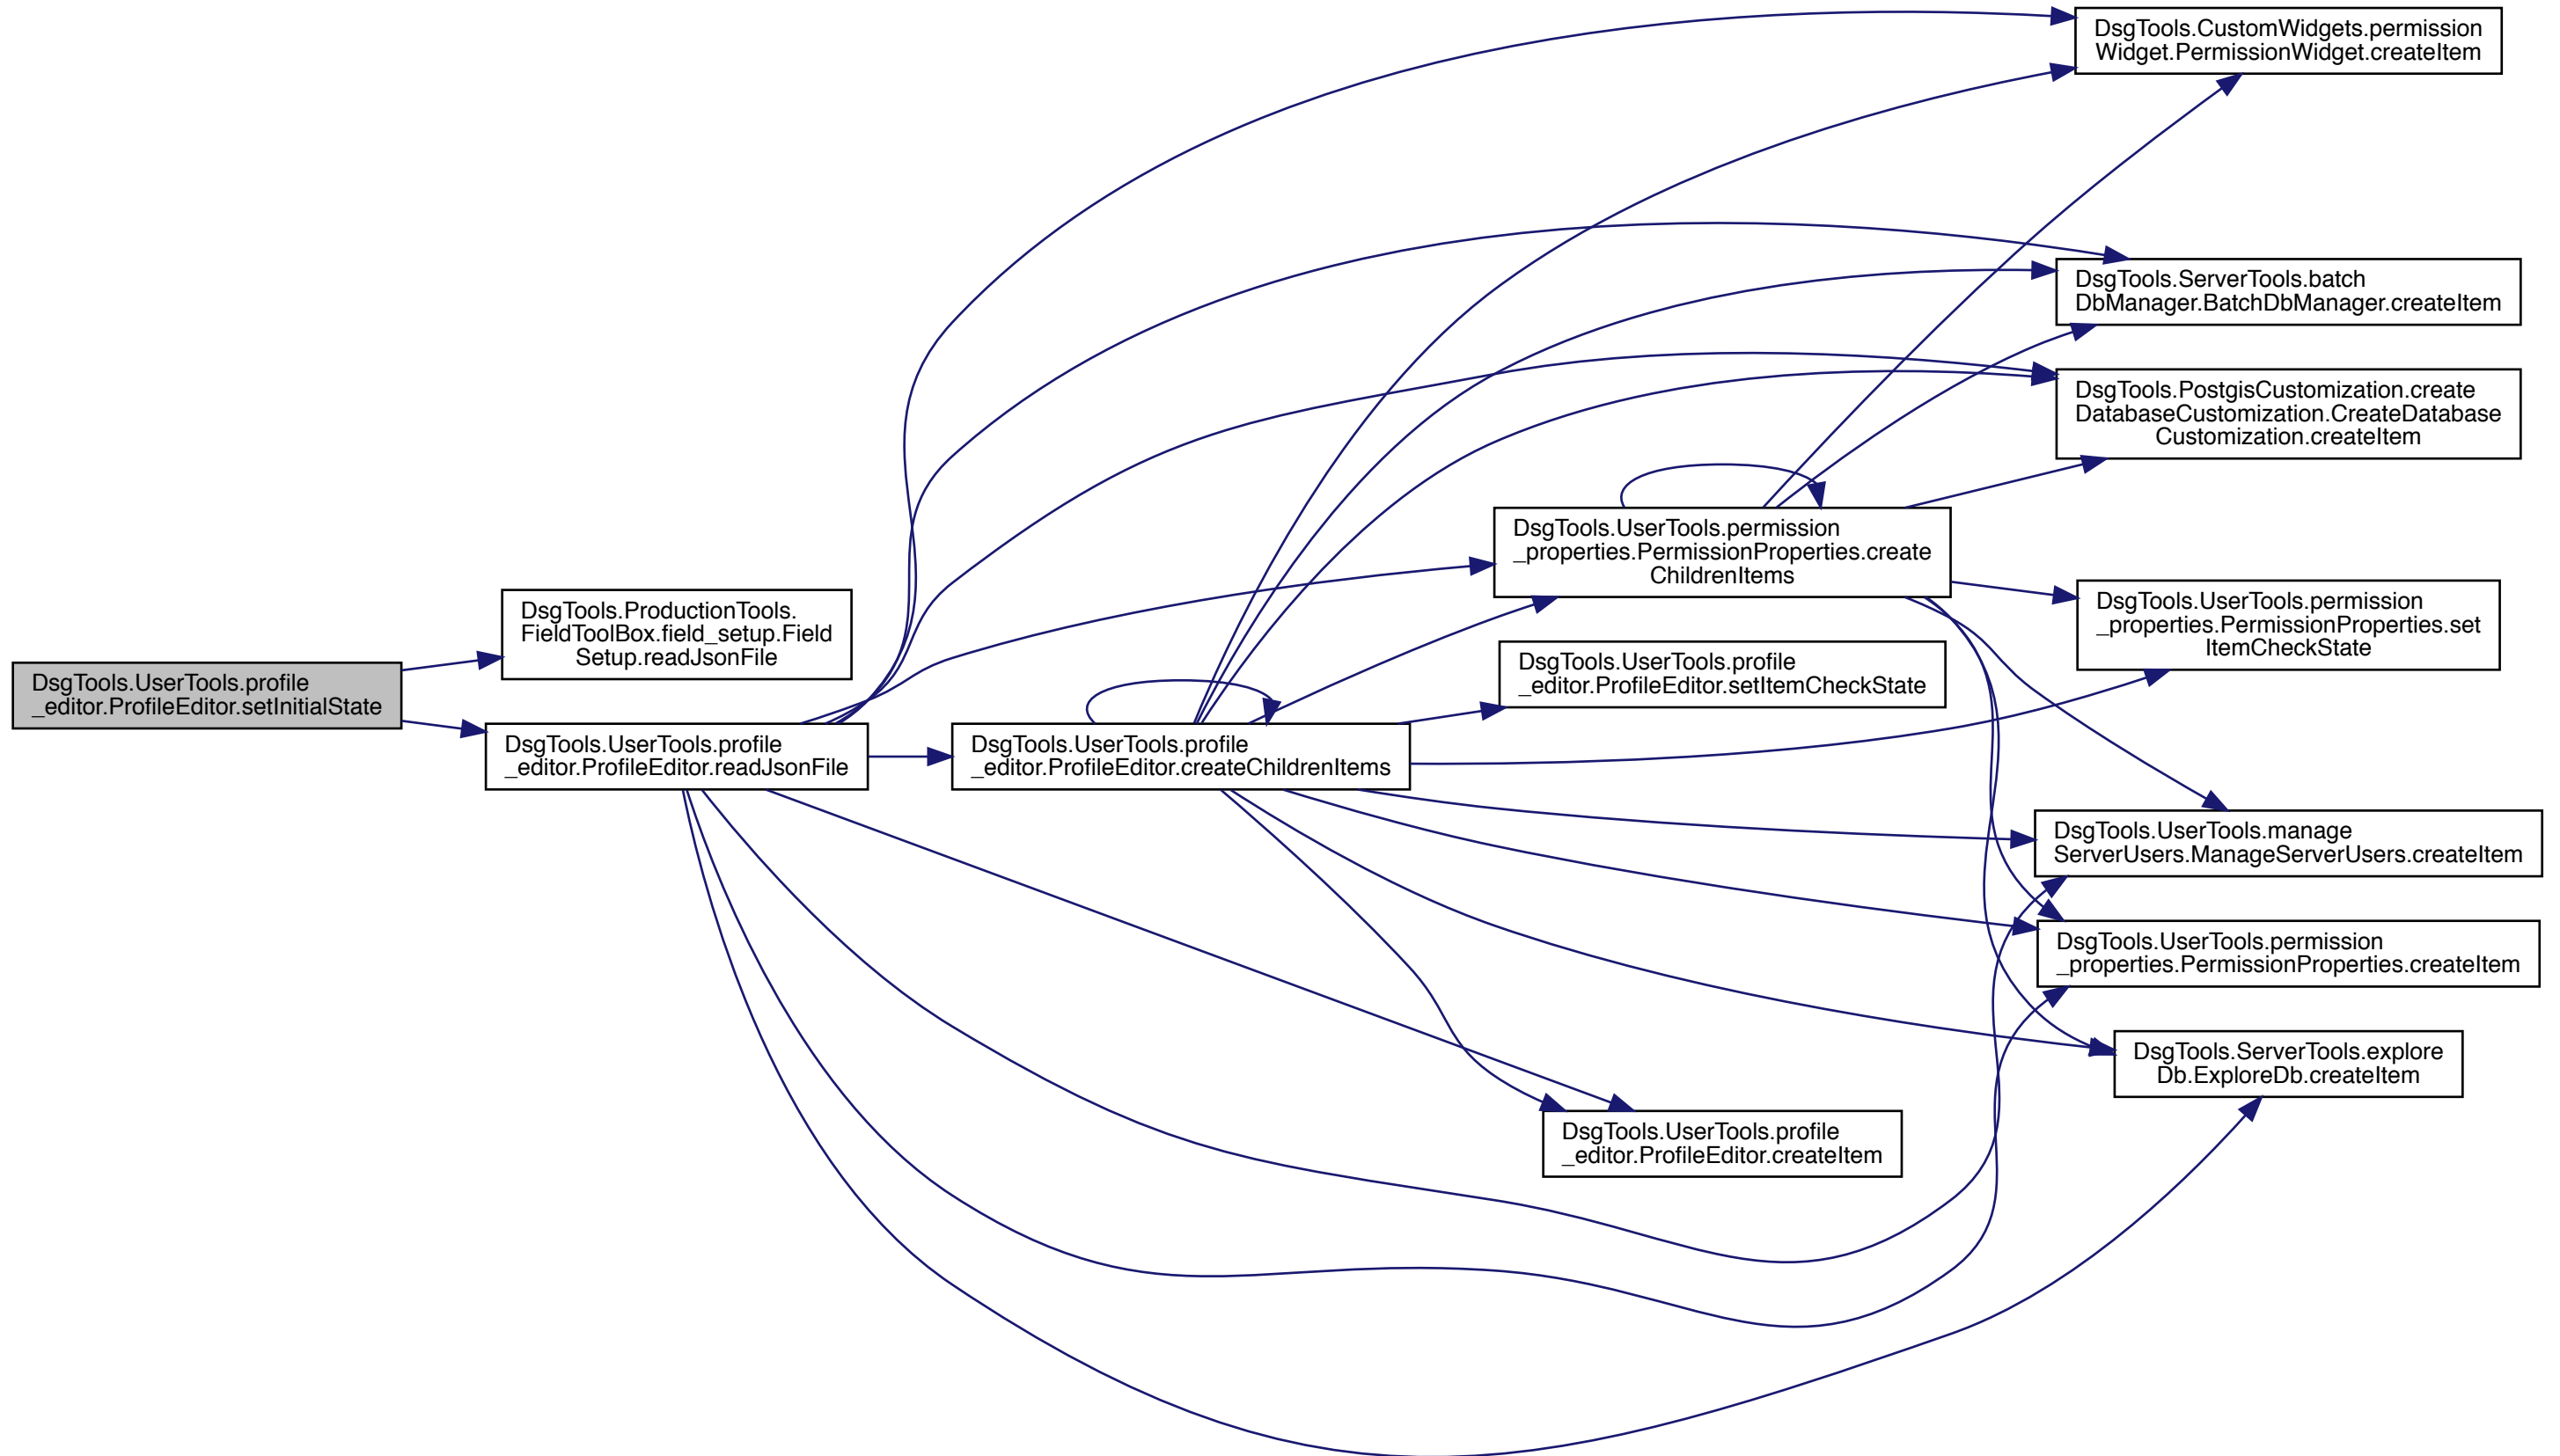 DsgTools.UserTools.profile
_editor.ProfileEditor.setInitialState
DsgTools.ProductionTools.
FieldToolBox.field_setup.Field
Setup.readJsonFile
DsgTools.UserTools.profile
_editor.ProfileEditor.readJsonFile
DsgTools.UserTools.profile
_editor.ProfileEditor.createChildrenItems
DsgTools.UserTools.permission
_properties.PermissionProperties.create
ChildrenItems
DsgTools.UserTools.profile
_editor.ProfileEditor.setItemCheckState
DsgTools.UserTools.profile
_editor.ProfileEditor.createItem
DsgTools.CustomWidgets.permission
Widget.PermissionWidget.createItem
DsgTools.ServerTools.batch
DbManager.BatchDbManager.createItem
DsgTools.PostgisCustomization.create
DatabaseCustomization.CreateDatabase
Customization.createItem
DsgTools.UserTools.permission
_properties.PermissionProperties.set
ItemCheckState
DsgTools.UserTools.manage
ServerUsers.ManageServerUsers.createItem
DsgTools.UserTools.permission
_properties.PermissionProperties.createItem
DsgTools.ServerTools.explore
Db.ExploreDb.createItem